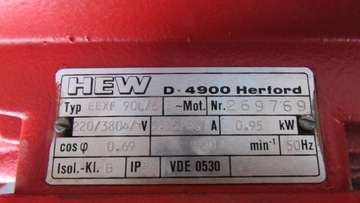 HEW D-4900 Herford
Typ EEXF 90L/6 ~Mot. Nr. 269769
220/380 V A 0.95 kW
cos φ 0.69 min⁻¹ 50Hz
Isol.-Kl. B IP VDE 0530